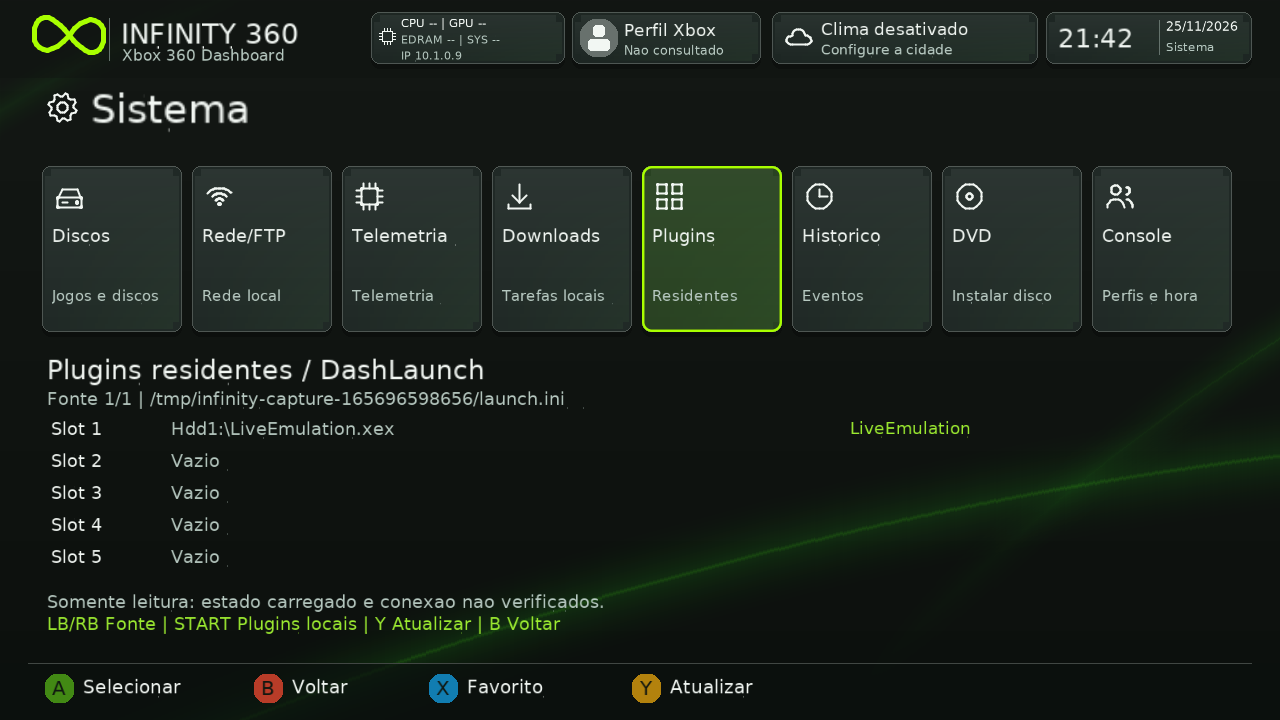 INFINITY 360
Xbox 360 Dashboard
CPU -- | GPU --
EDRAM -- | SYS --
IP 10.1.0.9
Perfil Xbox
Nao consultado
Clima desativado
Configure a cidade
21:42
25/11/2026
Sistema
Sistema
Discos
Jogos e discos
Rede/FTP
Rede local
Telemetria
Telemetria
Downloads
Tarefas locais
Plugins
Residentes
Historico
Eventos
DVD
Instalar disco
Console
Perfis e hora
Plugins residentes / DashLaunch
Fonte 1/1 | /tmp/infinity-capture-165696598656/launch.ini
Slot 1 Hdd1:\LiveEmulation.xex LiveEmulation
Slot 2 Vazio
Slot 3 Vazio
Slot 4 Vazio
Slot 5 Vazio
Somente leitura: estado carregado e conexao nao verificados.
LB/RB Fonte | START Plugins locais | Y Atualizar | B Voltar
A Selecionar B Voltar X Favorito Y Atualizar